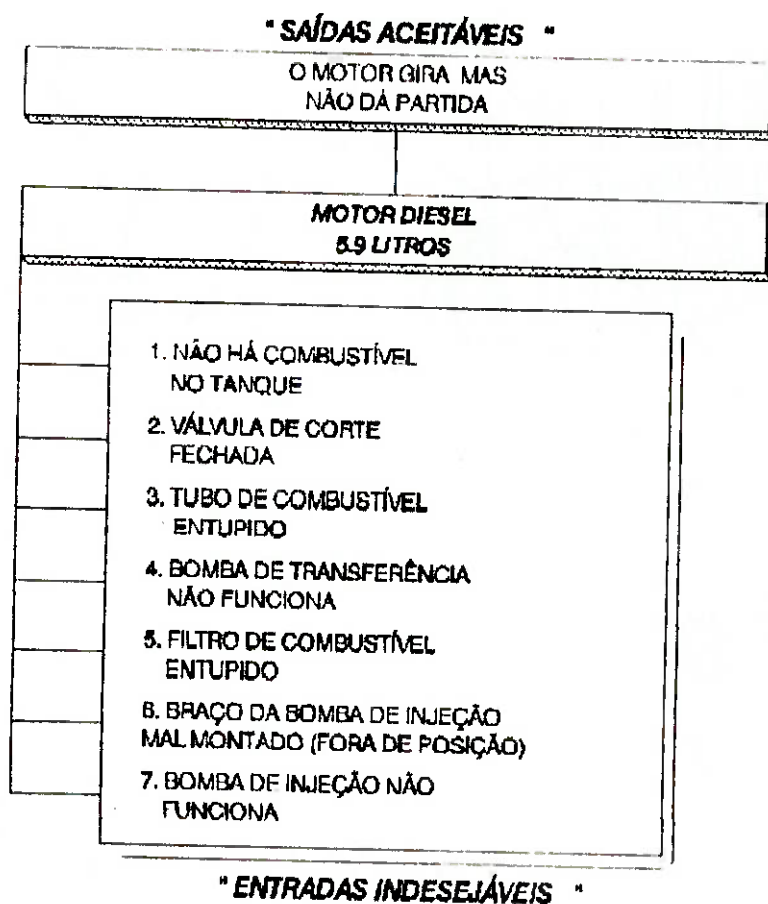 " SAÍDAS ACEITÁVEIS "
O MOTOR GIRA MAS
NÃO DÁ PARTIDA
MOTOR DIESEL
5.9 LITROS
1. NÃO HÁ COMBUSTÍVEL
NO TANQUE
2. VÁLVULA DE CORTE
FECHADA
3. TUBO DE COMBUSTÍVEL
ENTUPIDO
4. BOMBA DE TRANSFERÊNCIA
NÃO FUNCIONA
5. FILTRO DE COMBUSTÍVEL
ENTUPIDO
6. BRAÇO DA BOMBA DE INJEÇÃO
MAL MONTADO (FORA DE POSIÇÃO)
7. BOMBA DE INJEÇÃO NÃO
FUNCIONA
" ENTRADAS INDESEJÁVEIS "